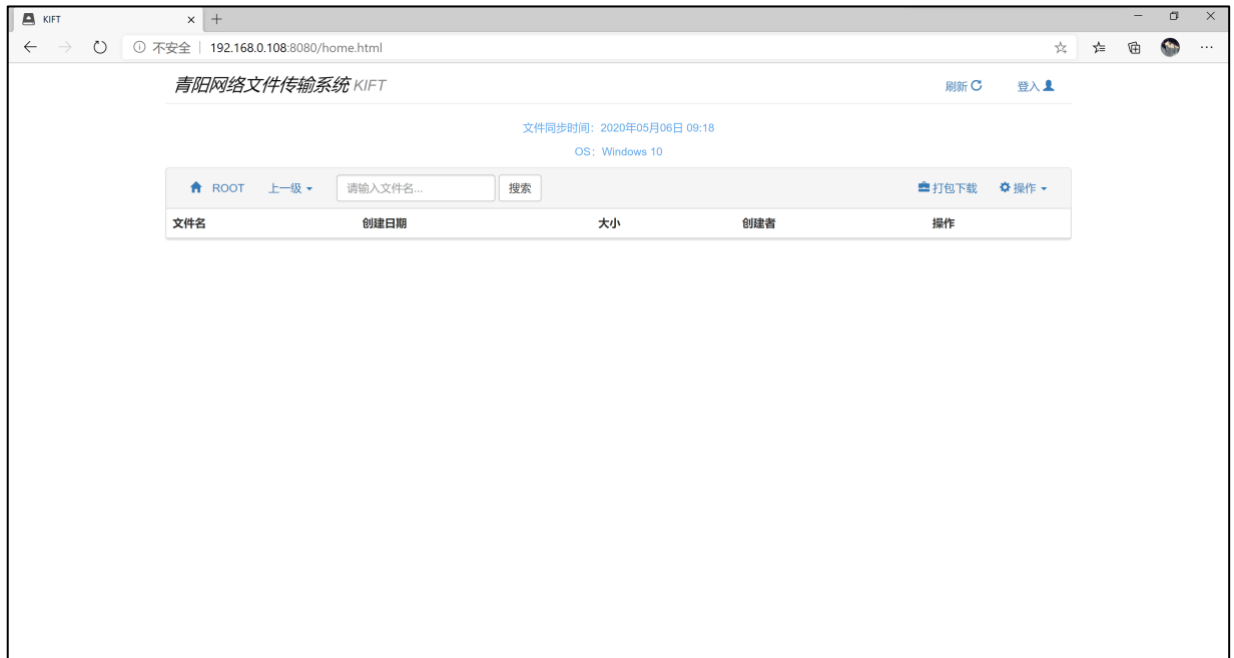 KIFT
不安全 192.168.0.108:8080/home.html
青阳网络文件传输系统 KIFT 刷新 登入
文件同步时间：2020年05月06日 09:18
OS：Windows 10
ROOT 上一级 请输入文件名... 搜索 打包下载 操作
文件名 创建日期 大小 创建者 操作